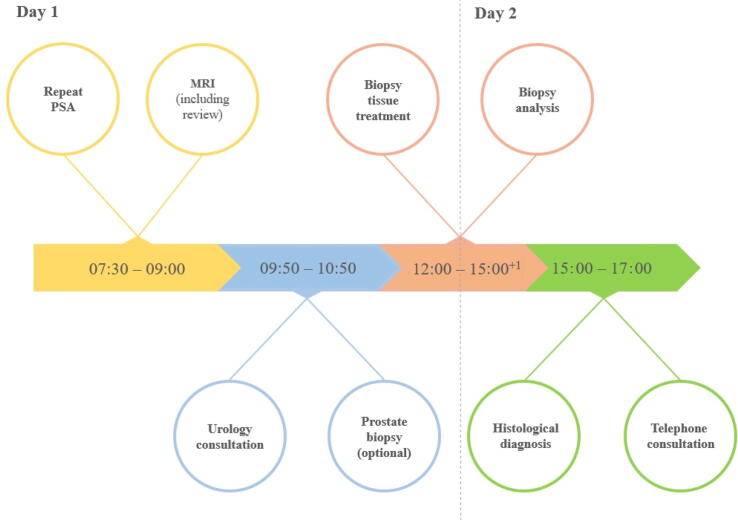 Day 1
Day 2
Repeat
PSA
MRI
(including
review)
Biopsy
tissue
treatment
Biopsy
analysis
07:30 – 09:00
09:50 – 10:50
12:00 – 15:00+1
15:00 – 17:00
Urology
consultation
Prostate
biopsy
(optional)
Histological
diagnosis
Telephone
consultation